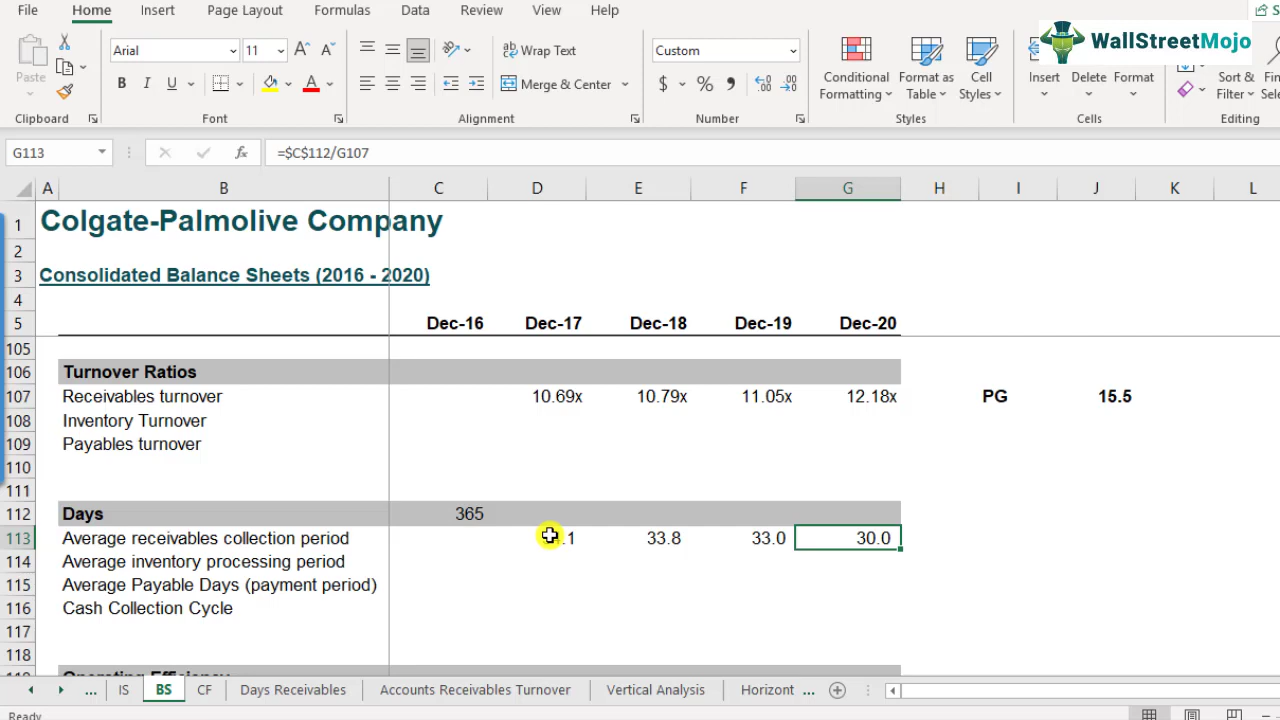 File Home Insert Page Layout Formulas Data Review View Help
WallStreetMojo
Paste
Arial 11
Wrap Text
Custom
Conditional Formatting
Format as Table
Cell Styles
Insert Delete Format
Sort & Filter
B I U
Merge & Center
$ % 9
Clipboard Font Alignment Number Styles Cells Editing
G113 fx =$C$112/G107
A B C D E F G H I J K L
1 Colgate-Palmolive Company
2
3 Consolidated Balance Sheets (2016 - 2020)
4
5 Dec-16 Dec-17 Dec-18 Dec-19 Dec-20
105
106 Turnover Ratios
107 Receivables turnover 10.69x 10.79x 11.05x 12.18x PG 15.5
108 Inventory Turnover
109 Payables turnover
110
111
112 Days 365
113 Average receivables collection period .1 33.8 33.0 30.0
114 Average inventory processing period
115 Average Payable Days (payment period)
116 Cash Collection Cycle
117
118
Operating Efficiency
... IS BS CF Days Receivables Accounts Receivables Turnover Vertical Analysis Horizont ...
Ready